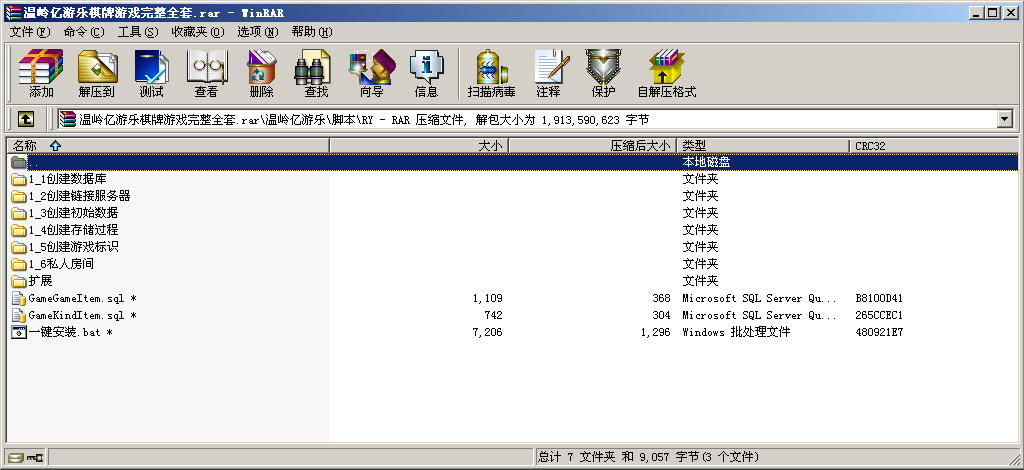 温岭亿游乐棋牌游戏完整全套.rar - WinRAR
文件(F) 命令(C) 工具(S) 收藏夹(O) 选项(N) 帮助(H)
添加 解压到 测试 查看 删除 查找 向导 信息 扫描病毒 注释 保护 自解压格式
温岭亿游乐棋牌游戏完整全套.rar\温岭亿游乐\脚本\RY - RAR 压缩文件, 解包大小为 1,913,590,623 字节
名称 大小 压缩后大小 类型 CRC32
.. 本地磁盘
1_1创建数据库 文件夹
1_2创建链接服务器 文件夹
1_3创建初始数据 文件夹
1_4创建存储过程 文件夹
1_5创建游戏标识 文件夹
1_6私人房间 文件夹
扩展 文件夹
GameGameItem.sql * 1,109 368 Microsoft SQL Server Qu... B8100D41
GameKindItem.sql * 742 304 Microsoft SQL Server Qu... 265CCEC1
一键安装.bat * 7,206 1,296 Windows 批处理文件 480921E7
总计 7 文件夹 和 9,057 字节(3 个文件)